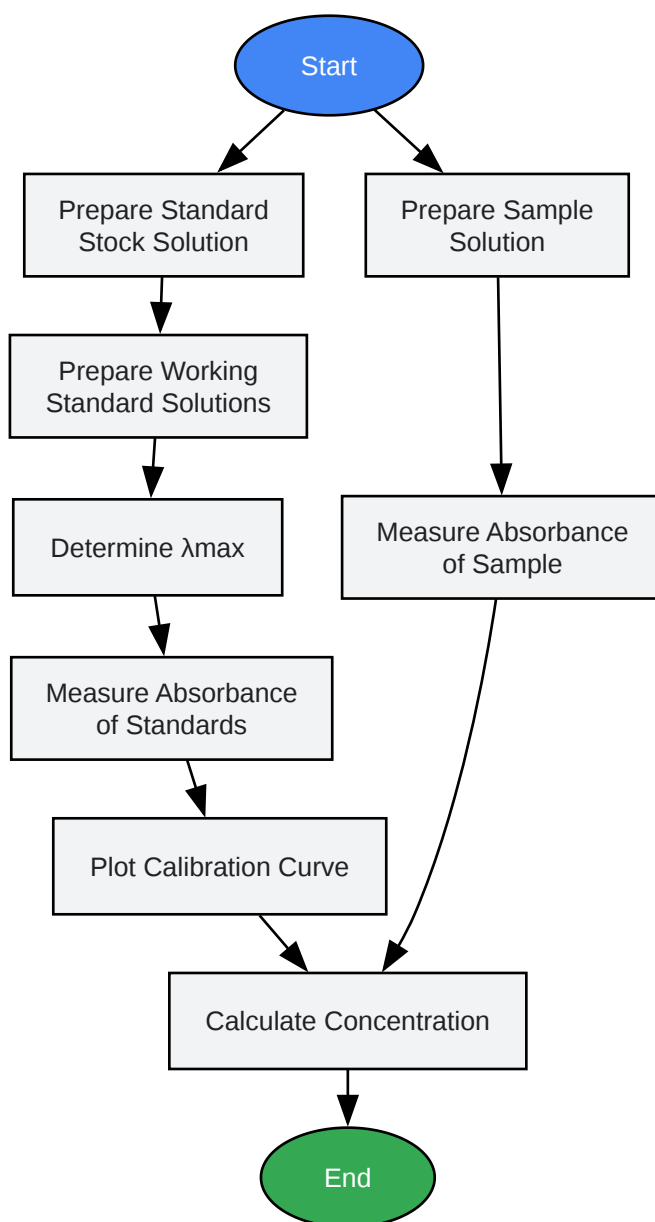 Start
Prepare Standard
Stock Solution
Prepare Sample
Solution
Prepare Working
Standard Solutions
Determine λmax
Measure Absorbance
of Sample
Measure Absorbance
of Standards
Plot Calibration Curve
Calculate Concentration
End